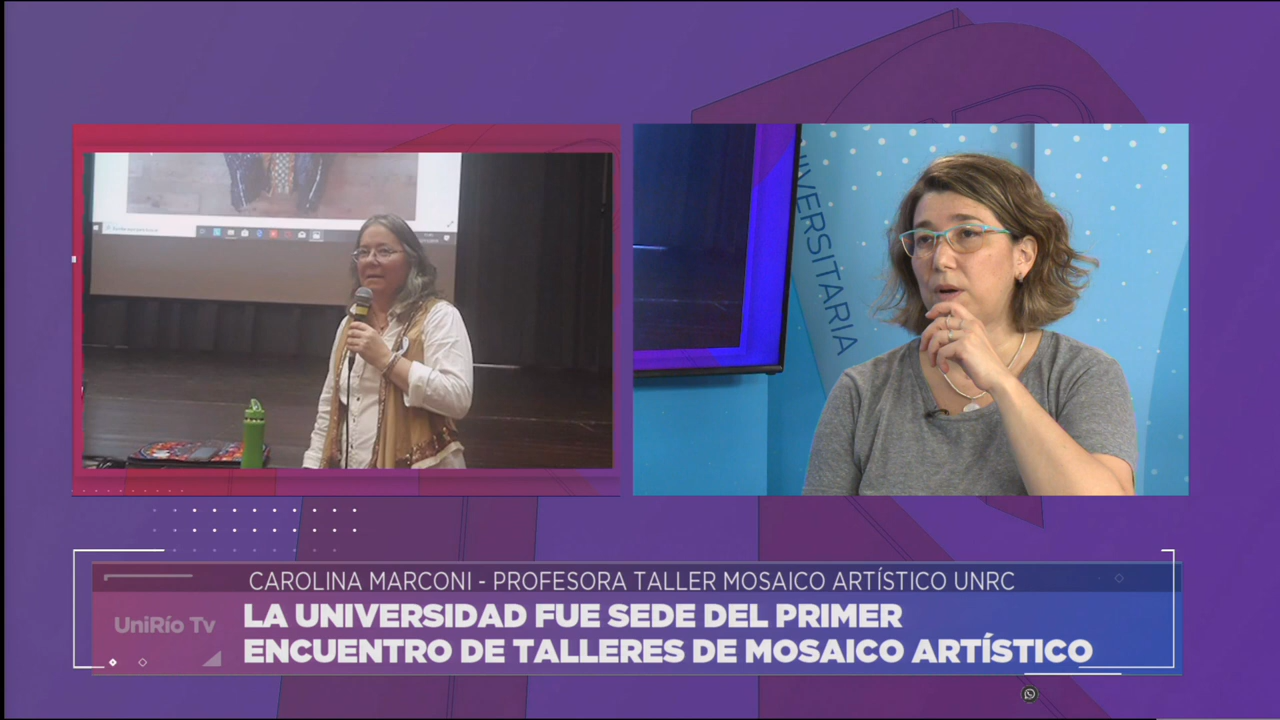 IVERSITARIA
CAROLINA MARCONI - PROFESORA TALLER MOSAICO ARTÍSTICO UNRC
UniRío Tv
LA UNIVERSIDAD FUE SEDE DEL PRIMER
ENCUENTRO DE TALLERES DE MOSAICO ARTÍSTICO